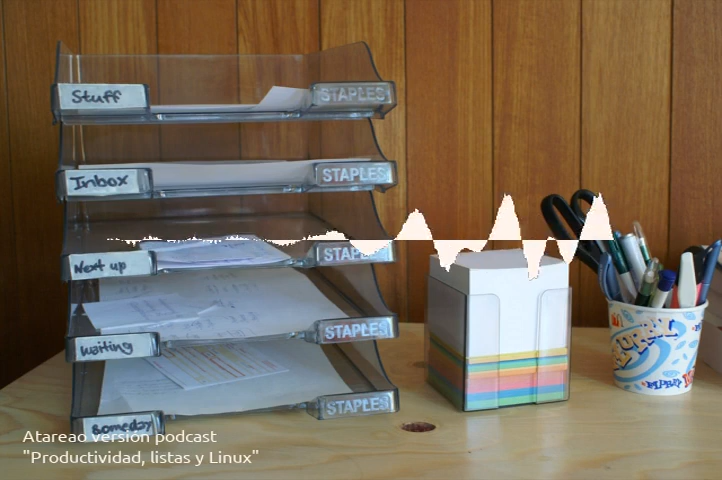 Stuff
STAPLES
Inbox
STAPLES
Next up
STAPLES
Waiting
STAPLES
Someday
STAPLES
Atareao versión podcast
"Productividad, listas y Linux"